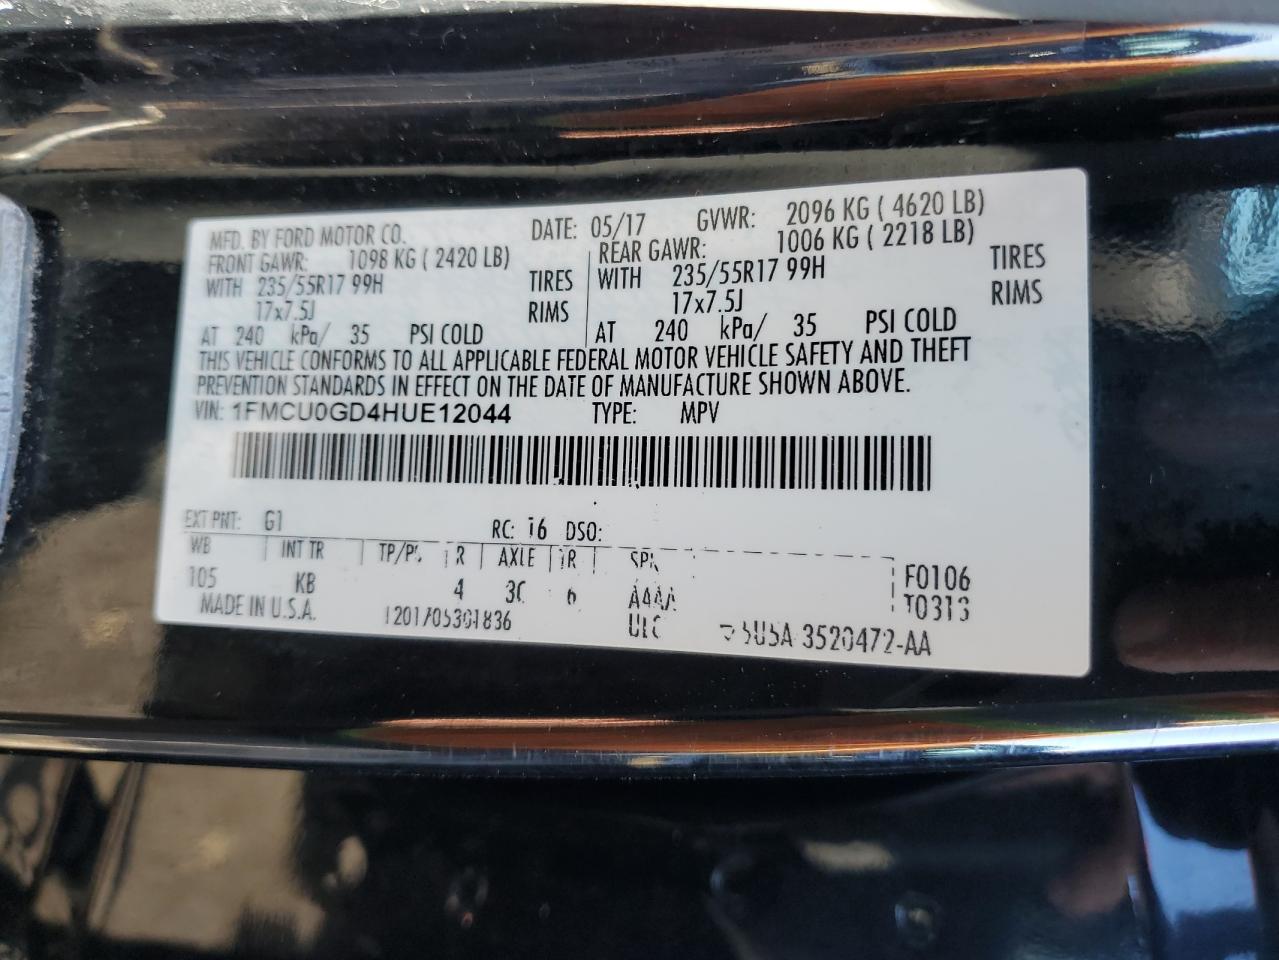 MFD. BY FORD MOTOR CO. DATE: 05/17 GVWR: 2096 KG ( 4620 LB)
FRONT GAWR: 1098 KG ( 2420 LB) REAR GAWR: 1006 KG ( 2218 LB)
WITH 235/55R17 99H TIRES WITH 235/55R17 99H TIRES
17x7.5J RIMS 17x7.5J RIMS
AT 240 kPa/ 35 PSI COLD AT 240 kPa/ 35 PSI COLD
THIS VEHICLE CONFORMS TO ALL APPLICABLE FEDERAL MOTOR VEHICLE SAFETY AND THEFT
PREVENTION STANDARDS IN EFFECT ON THE DATE OF MANUFACTURE SHOWN ABOVE.
VIN: 1FMCU0GD4HUE12044 TYPE: MPV
EXT PNT: G1 RC: 16 DSO:
WB INT TR R AXLE TR
105 KB 4 6 F0106
MADE IN U.S.A. T0313